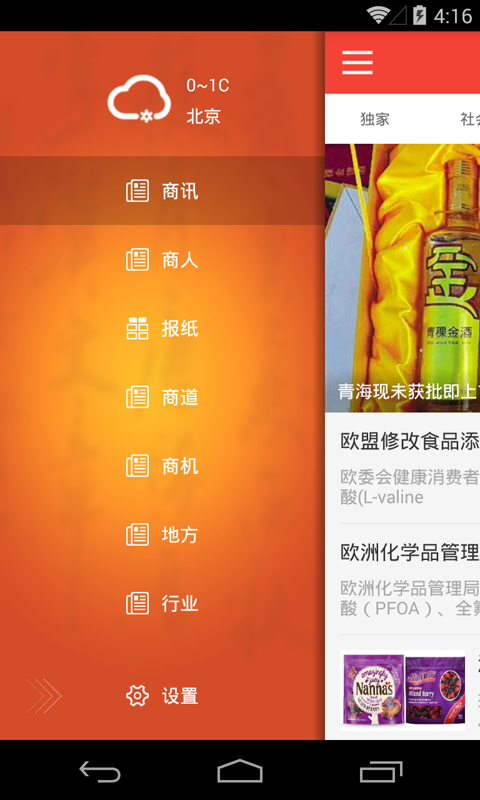 4:16
0~1C
北京
商讯
商人
报纸
商道
商机
地方
行业
设置
独家
青稞金酒
青海现未获批即上
欧盟修改食品添
欧委会健康消费者
酸(L-valine
欧洲化学品管理
欧洲化学品管理局
酸（PFOA）、全
Nanna's